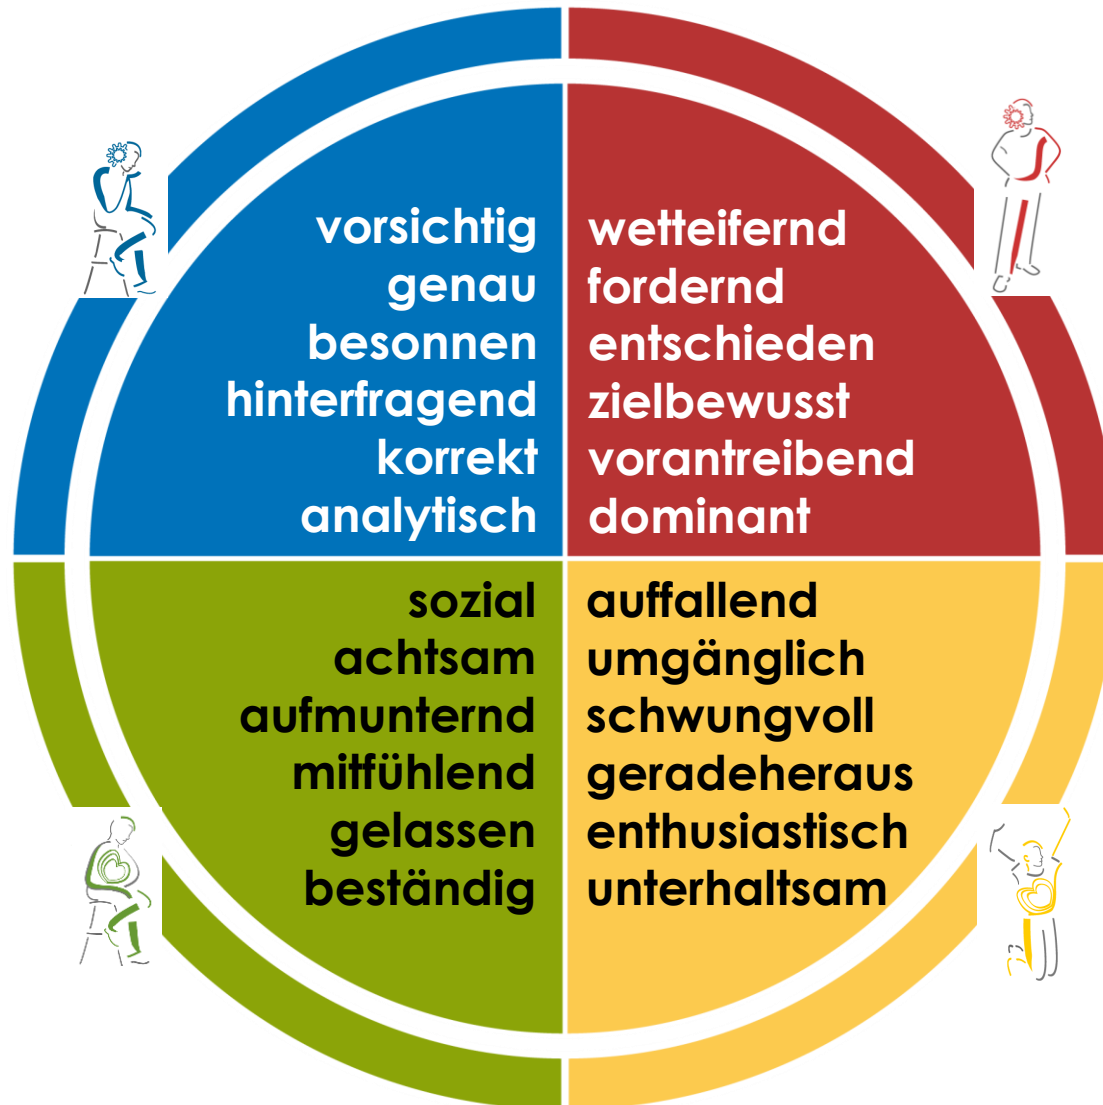 vorsichtig
genau
besonnen
hinterfragend
korrekt
analytisch
wetteifernd
fordernd
entschieden
zielbewusst
vorantreibend
dominant
sozial
achtsam
aufmunternd
mitfühlend
gelassen
beständig
auffallend
umgänglich
schwungvoll
geradeheraus
enthusiastisch
unterhaltsam